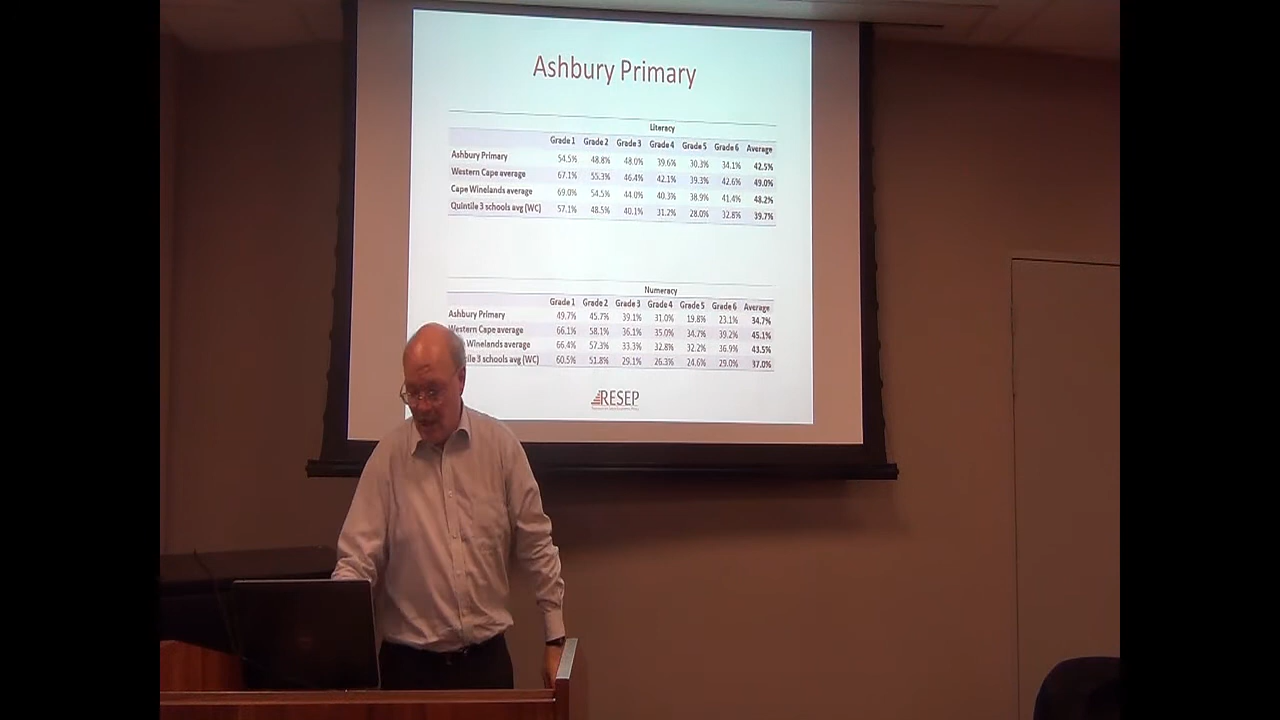 Ashbury Primary
Literacy
Grade 1 Grade 2 Grade 3 Grade 4 Grade 5 Grade 6 Average
Ashbury Primary 54.5% 48.8% 48.0% 39.6% 30.3% 34.1% 42.5%
Western Cape average 67.1% 55.3% 46.4% 42.1% 39.3% 42.6% 49.0%
Cape Winelands average 69.0% 54.5% 44.0% 40.3% 38.9% 41.4% 48.2%
Quintile 3 schools avg (WC) 57.1% 48.5% 40.1% 31.2% 28.0% 32.8% 39.7%
Numeracy
Grade 1 Grade 2 Grade 3 Grade 4 Grade 5 Grade 6 Average
Ashbury Primary 49.7% 45.7% 39.1% 31.0% 19.8% 23.1% 34.7%
Western Cape average 66.1% 58.1% 36.1% 35.0% 34.7% 39.2% 45.1%
Winelands average 66.4% 57.3% 33.3% 32.8% 32.2% 36.9% 43.5%
tile 3 schools avg (WC) 60.5% 51.8% 29.1% 26.3% 24.6% 29.0% 37.0%
RESEP